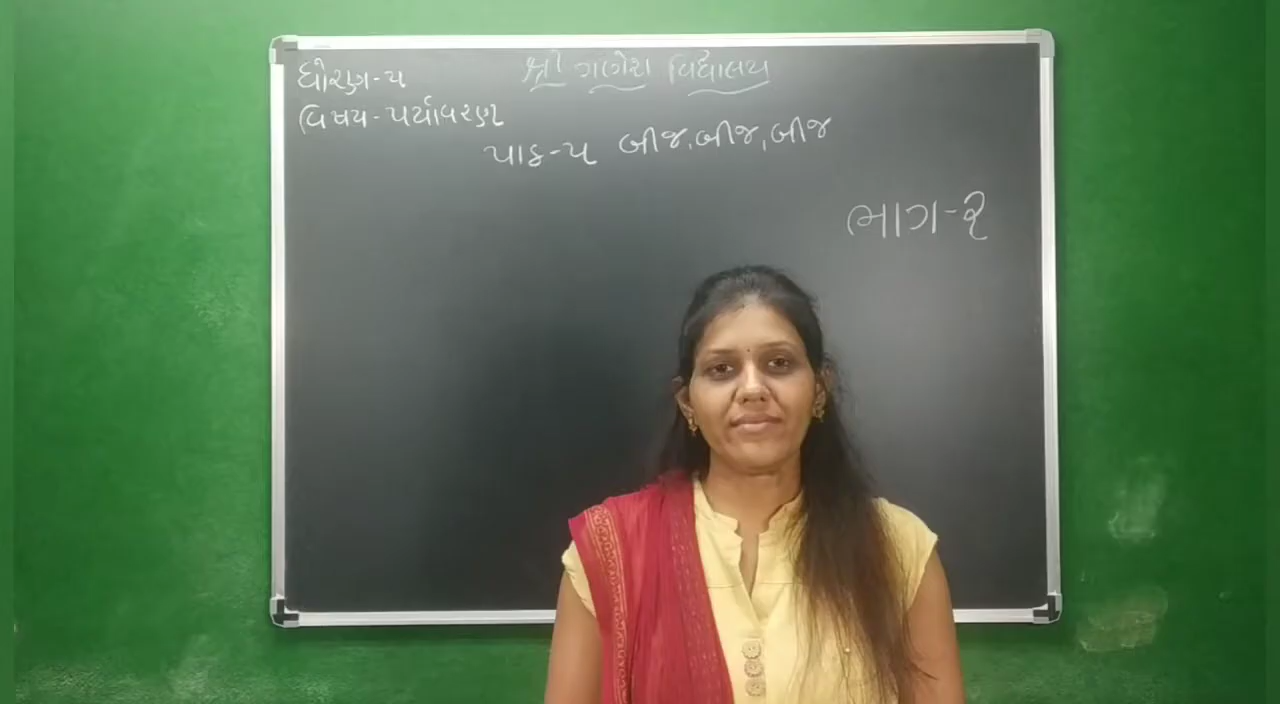 શ્રી ગણેશ વિદ્યાલય
ધોરણ-૫
વિષય-પર્યાવરણ
પાઠ-૫ બીજ,બીજ,બીજ
ભાગ-૨